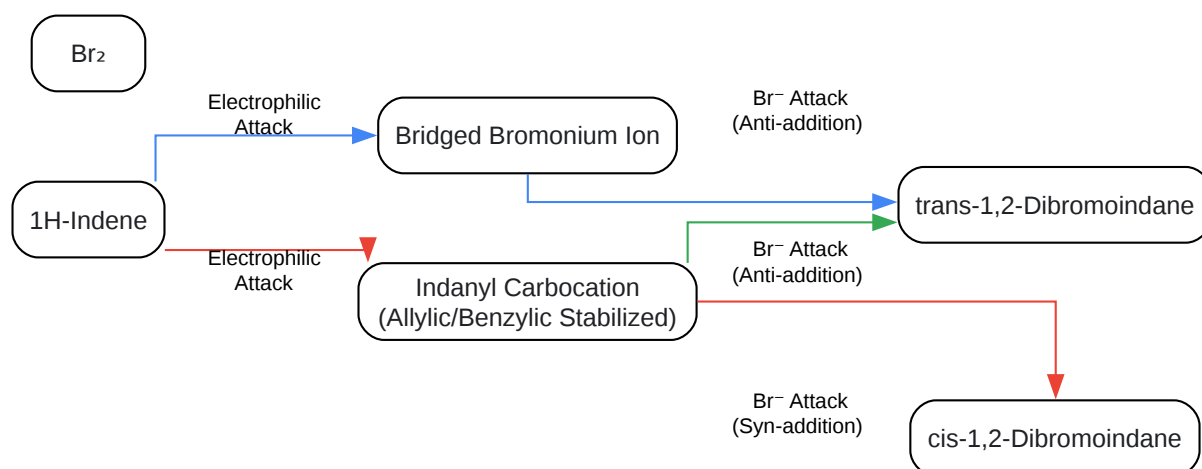 Br₂
Electrophilic
Attack
Bridged Bromonium Ion
Br⁻ Attack
(Anti-addition)
1H-Indene
trans-1,2-Dibromoindane
Electrophilic
Attack
Indanyl Carbocation
(Allylic/Benzylic Stabilized)
Br⁻ Attack
(Anti-addition)
Br⁻ Attack
(Syn-addition)
cis-1,2-Dibromoindane